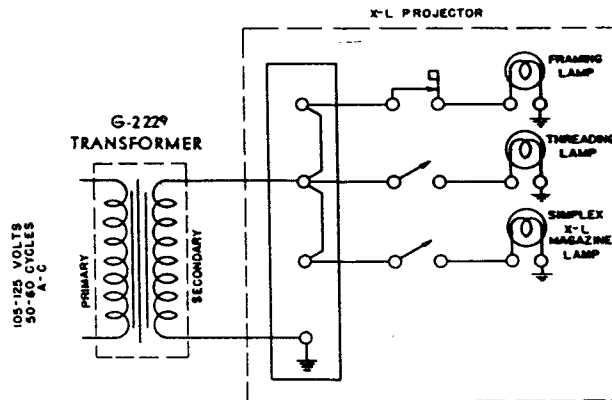 X-L PROJECTOR
FRAMING
LAMP
G-2229
TRANSFORMER
THREADING
LAMP
SIMPLEX
X-L
MAGAZINE
LAMP
105-125 VOLTS
50-60 CYCLES
A-C
PRIMARY
SECONDARY